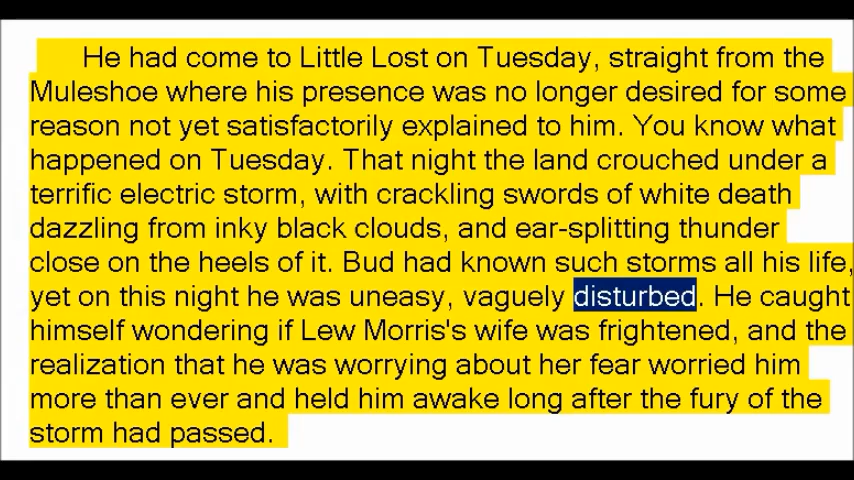 He had come to Little Lost on Tuesday, straight from the
Muleshoe where his presence was no longer desired for some
reason not yet satisfactorily explained to him. You know what
happened on Tuesday. That night the land crouched under a
terrific electric storm, with crackling swords of white death
dazzling from inky black clouds, and ear-splitting thunder
close on the heels of it. Bud had known such storms all his life,
yet on this night he was uneasy, vaguely disturbed. He caught
himself wondering if Lew Morris's wife was frightened, and the
realization that he was worrying about her fear worried him
more than ever and held him awake long after the fury of the
storm had passed.